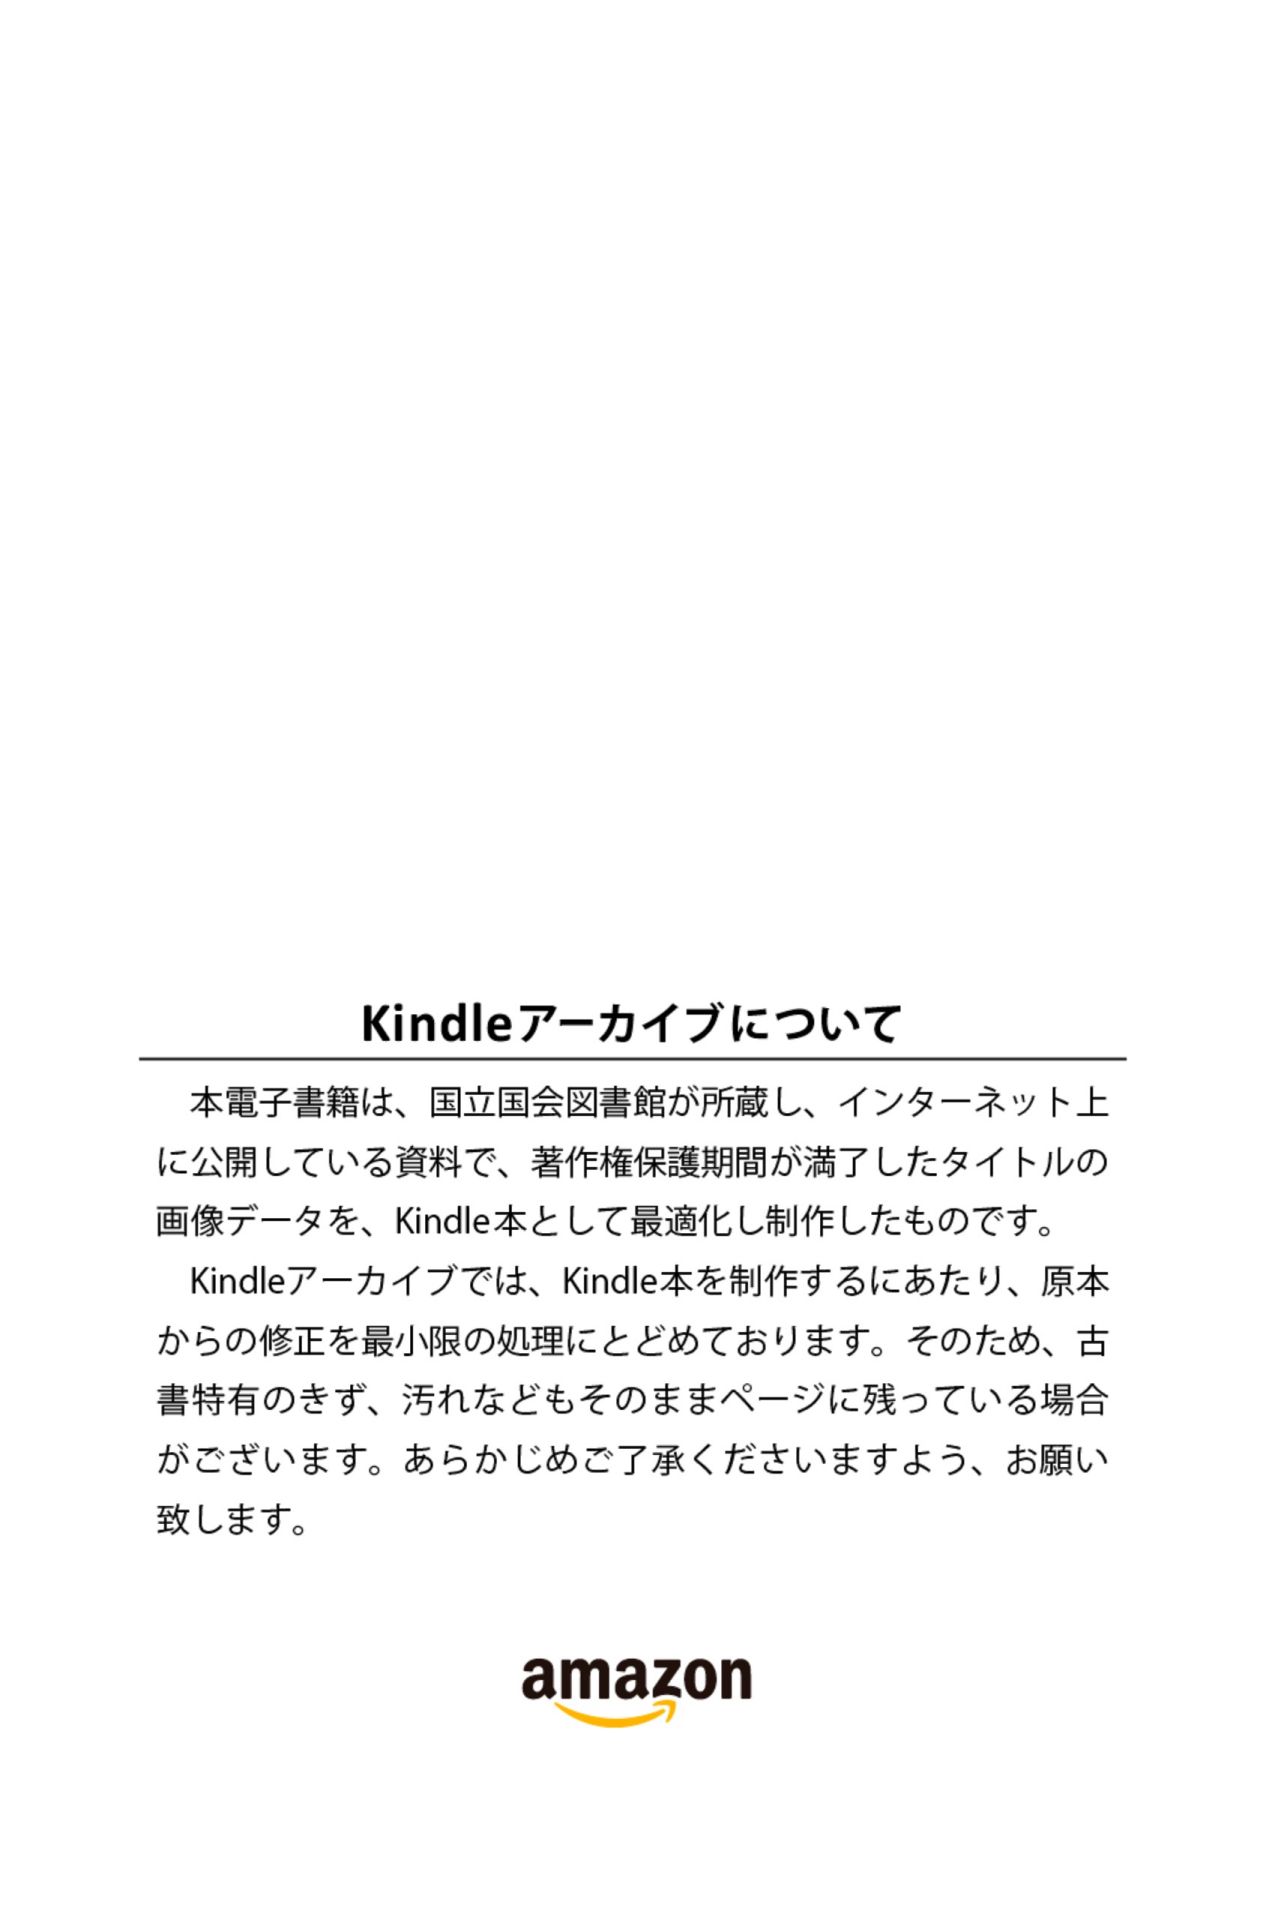 Kindleアーカイブについて
本電子書籍は、国立国会図書館が所蔵し、インターネット上
に公開している資料で、著作権保護期間が満了したタイトルの
画像データを、Kindle本として最適化し制作したものです。
Kindleアーカイブでは、Kindle本を制作するにあたり、原本
からの修正を最小限の処理にとどめております。そのため、古
書特有のきず、汚れなどもそのままページに残っている場合
がございます。あらかじめご了承くださいますよう、お願い
致します。
amazon